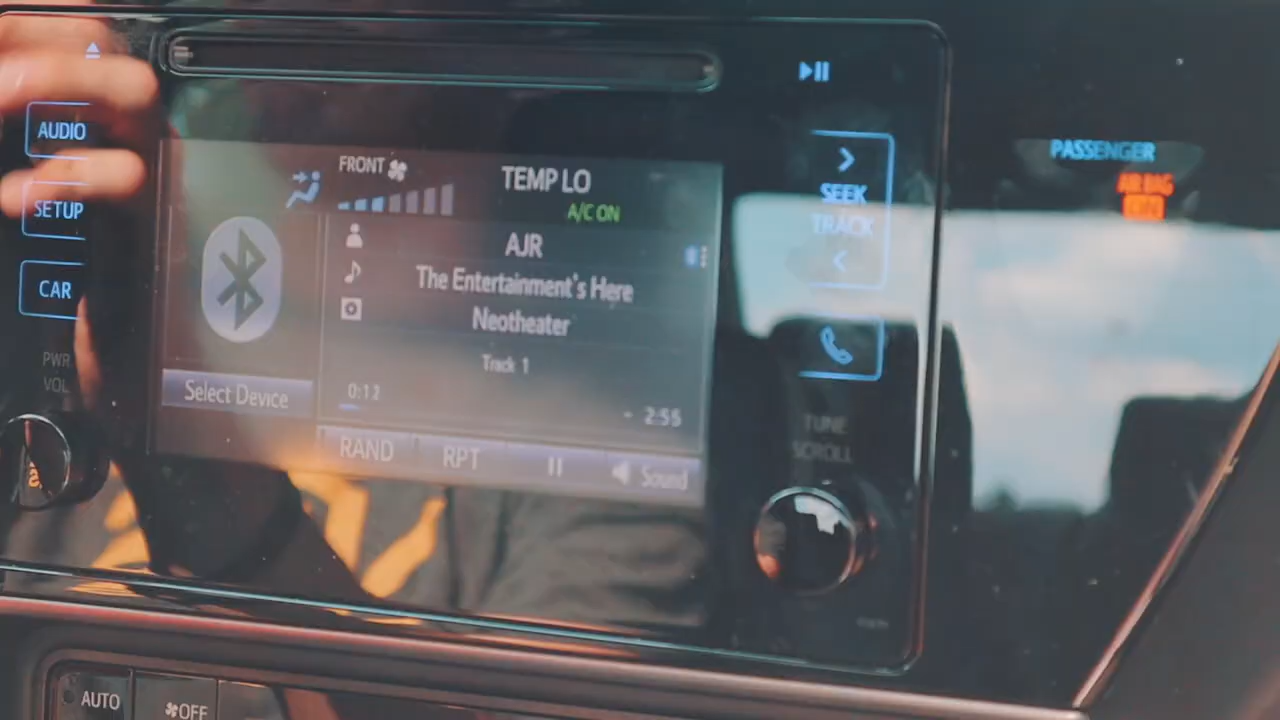 AUDIO
SETUP
CAR
PWR
VOL
FRONT
TEMP LO
A/C ON
AJR
The Entertainment's Here
Neotheater
Track 1
0:12
- 2:55
Select Device
RAND
RPT
Sound
SEEK
TRACK
TUNE
SCROLL
PASSENGER
AIR BAG
AUTO
OFF